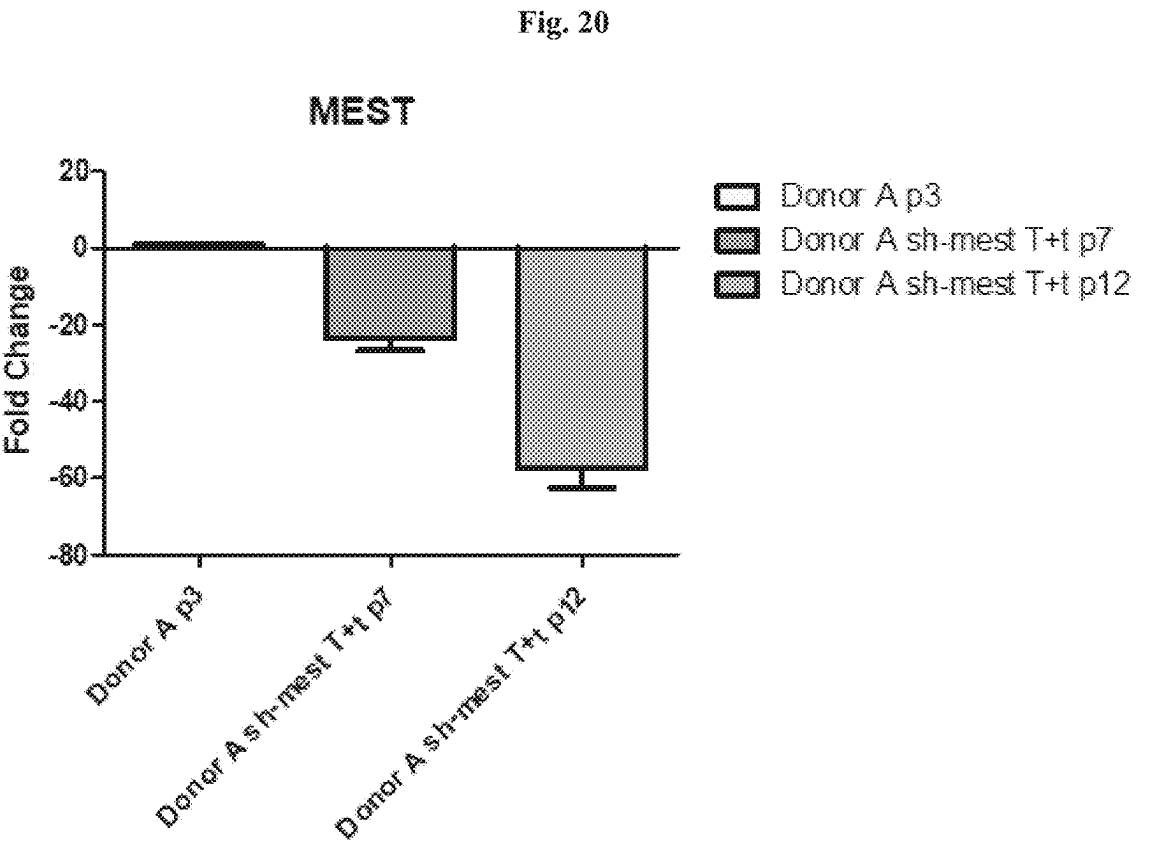 Fig. 20
MEST
20
0
-20
-40
-60
-80
Fold Change
Donor A p3
Donor A sh-mest T+t p7
Donor A sh-mest T+t p12
Donor A p3
Donor A sh-mest T+t p7
Donor A sh-mest T+t p12